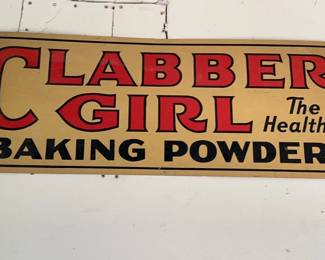 CLABBER
GIRL
The
Health
BAKING POWDER